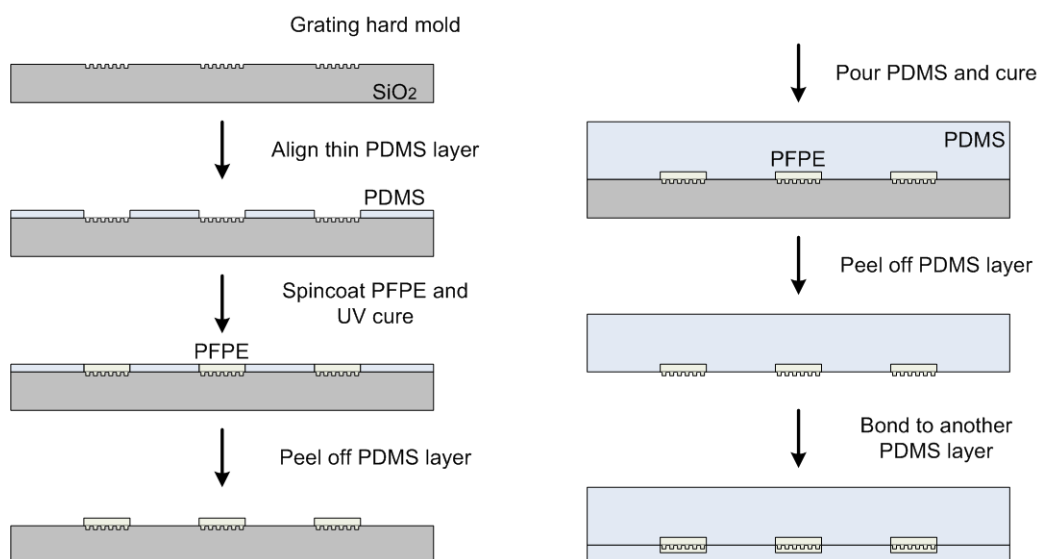 Grating hard mold
SiO2
Align thin PDMS layer
PDMS
Spincoat PFPE and
UV cure
PFPE
Peel off PDMS layer
Pour PDMS and cure
PDMS
PFPE
Peel off PDMS layer
Bond to another
PDMS layer